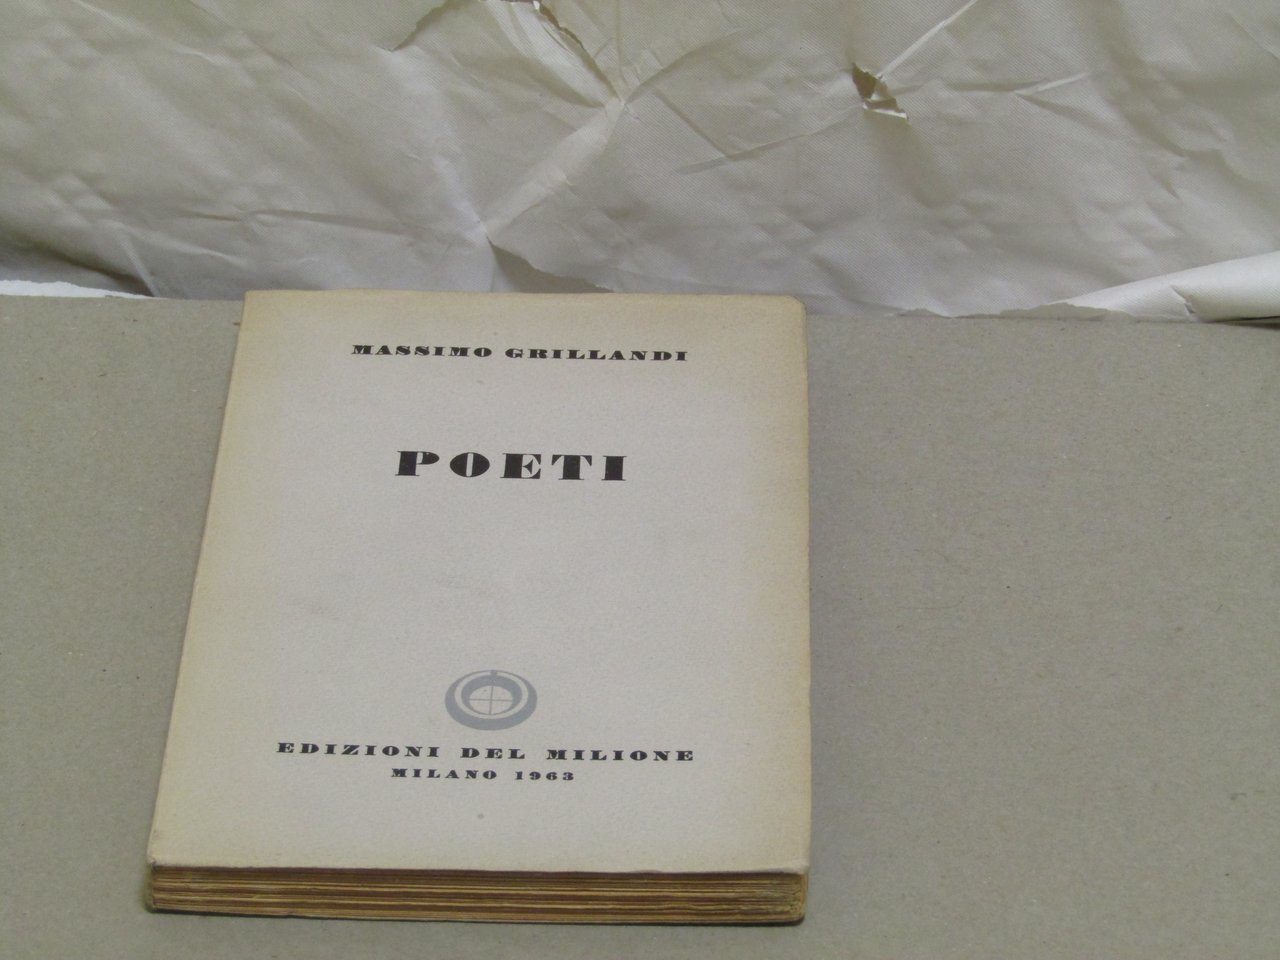 MASSIMO GRILLANDI
POETI
EDIZIONI DEL MILIONE
MILANO 1963